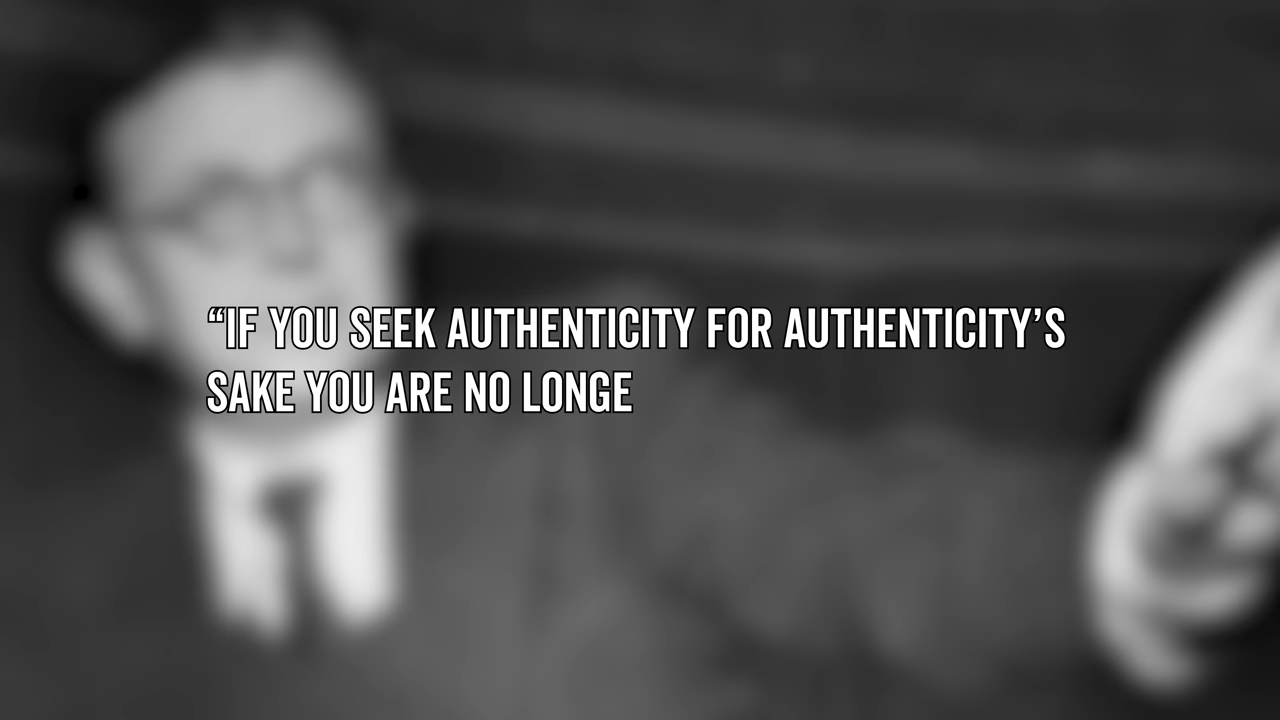 “IF YOU SEEK AUTHENTICITY FOR AUTHENTICITY’S
SAKE YOU ARE NO LONGE